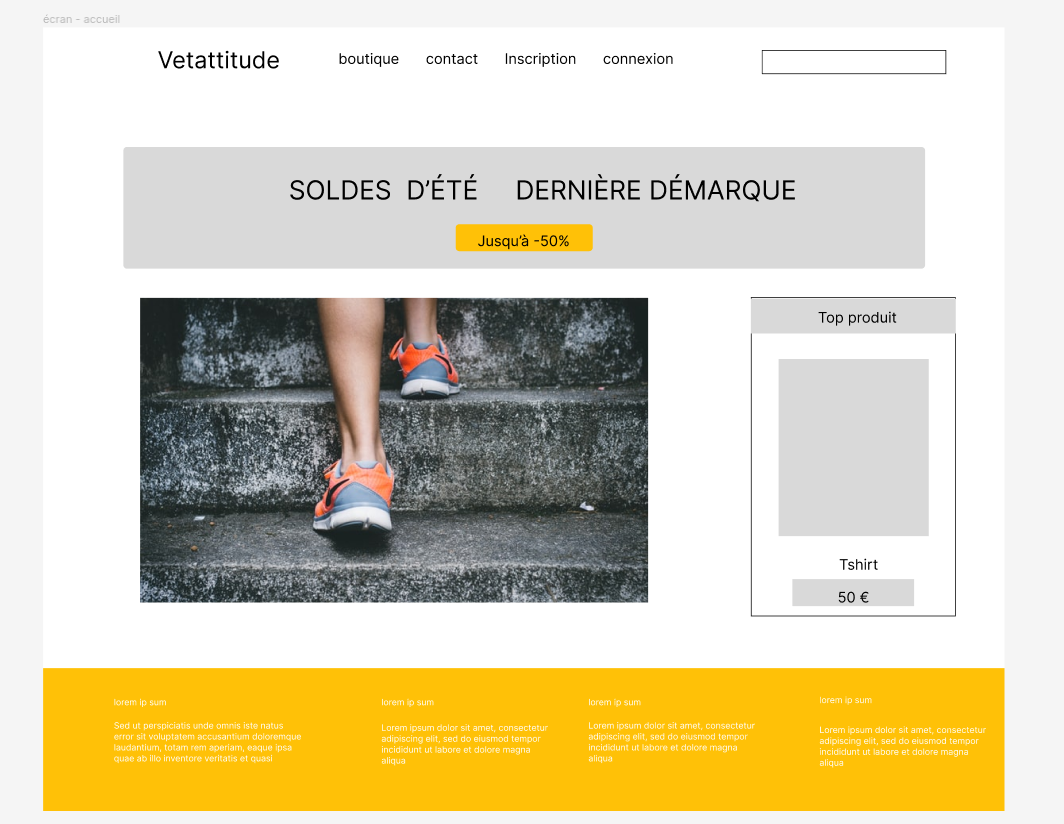 écran - accueil
Vetattitude
boutique contact Inscription connexion
SOLDES D'ÉTÉ DERNIÈRE DÉMARQUE
Jusqu'à -50%
Top produit
Tshirt
50 €
lorem ip sum
Sed ut perspiciatis unde omnis iste natus
error sit voluptatem accusantium doloremque
laudantium, totam rem aperiam, eaque ipsa
quae ab illo inventore veritatis et quasi
lorem ip sum
Lorem ipsum dolor sit amet, consectetur
adipiscing elit, sed do eiusmod tempor
incididunt ut labore et dolore magna
aliqua
lorem ip sum
Lorem ipsum dolor sit amet, consectetur
adipiscing elit, sed do eiusmod tempor
incididunt ut labore et dolore magna
aliqua
lorem ip sum
Lorem ipsum dolor sit amet, consectetur
adipiscing elit, sed do eiusmod tempor
incididunt ut labore et dolore magna
aliqua